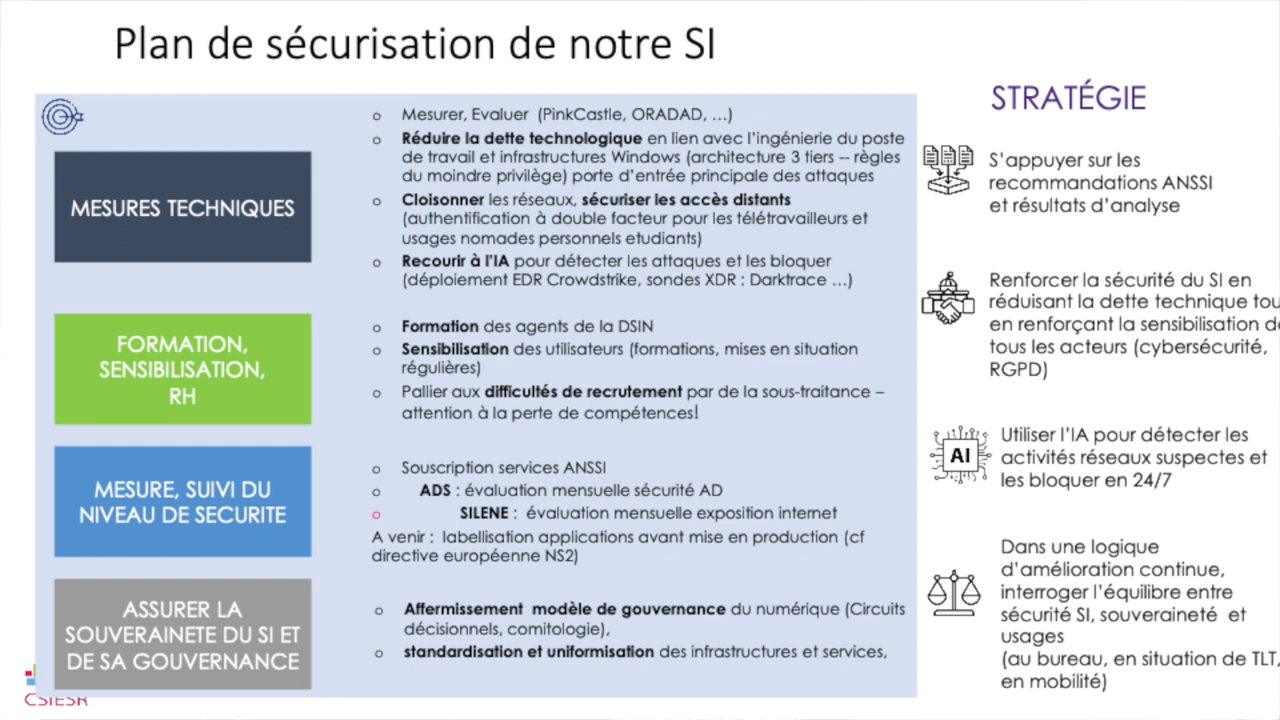 Plan de sécurisation de notre SI
MESURES TECHNIQUES
o Mesurer, Evaluer (PinkCastle, ORADAD, ...)
o Réduire la dette technologique en lien avec l'ingénierie du poste
de travail et infrastructures Windows (architecture 3 tiers -- règles
du moindre privilège) porte d'entrée principale des attaques
o Cloisonner les réseaux, sécuriser les accès distants
(authentification à double facteur pour les télétravailleurs et
usages nomades personnels etudiants)
o Recourir à l'IA pour détecter les attaques et les bloquer
(déploiement EDR Crowdstrike, sondes XDR : Darktrace ...)
FORMATION,
SENSIBILISATION,
RH
o Formation des agents de la DSIN
o Sensibilisation des utilisateurs (formations, mises en situation
régulières)
o Pallier aux difficultés de recrutement par de la sous-traitance –
attention à la perte de compétences!
MESURE, SUIVI DU
NIVEAU DE SECURITE
o Souscription services ANSSI
o ADS : évaluation mensuelle sécurité AD
o SILENE : évaluation mensuelle exposition internet
A venir : labellisation applications avant mise en production (cf
directive européenne NS2)
ASSURER LA
SOUVERAINETE DU SI ET
DE SA GOUVERNANCE
o Affermissement modèle de gouvernance du numérique (Circuits
décisionnels, comitologie),
o standardisation et uniformisation des infrastructures et services,
STRATÉGIE
S'appuyer sur les
recommandations ANSSI
et résultats d'analyse
Renforcer la sécurité du SI en
réduisant la dette technique tou
en renforçant la sensibilisation de
tous les acteurs (cybersécurité,
RGPD)
AI
Utiliser l'IA pour détecter les
activités réseaux suspectes et
les bloquer en 24/7
Dans une logique
d'amélioration continue,
interroger l'équilibre entre
sécurité SI, souveraineté et
usages
(au bureau, en situation de TLT,
en mobilité)
CSIESR